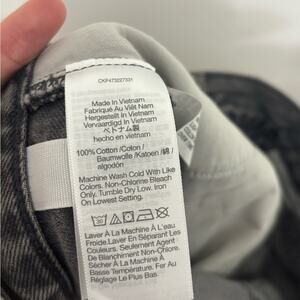 CKF473227331
Made In Vietnam
Fabriqué Au Viêt Nam
Hergestellt In Vietnam
Vervaardigd In Vietnam
ベトナム製
hecho en vietnam
100% Cotton /Coton /
Baumwolle /Katoen /綿 /
algodón
Machine Wash Cold With Like
Colors. Non-Chlorine Bleach
Only. Tumble Dry Low. Iron
On Lowest Setting.
Laver À La Machine À L'eau
Froide.Laver En Séparant Les
Couleurs. Seulement Agent
De Blanchiment Non-Chloré.
Sécher À La Machine À
Basse Température. Fer Au
Réglage Le Plus Bas.